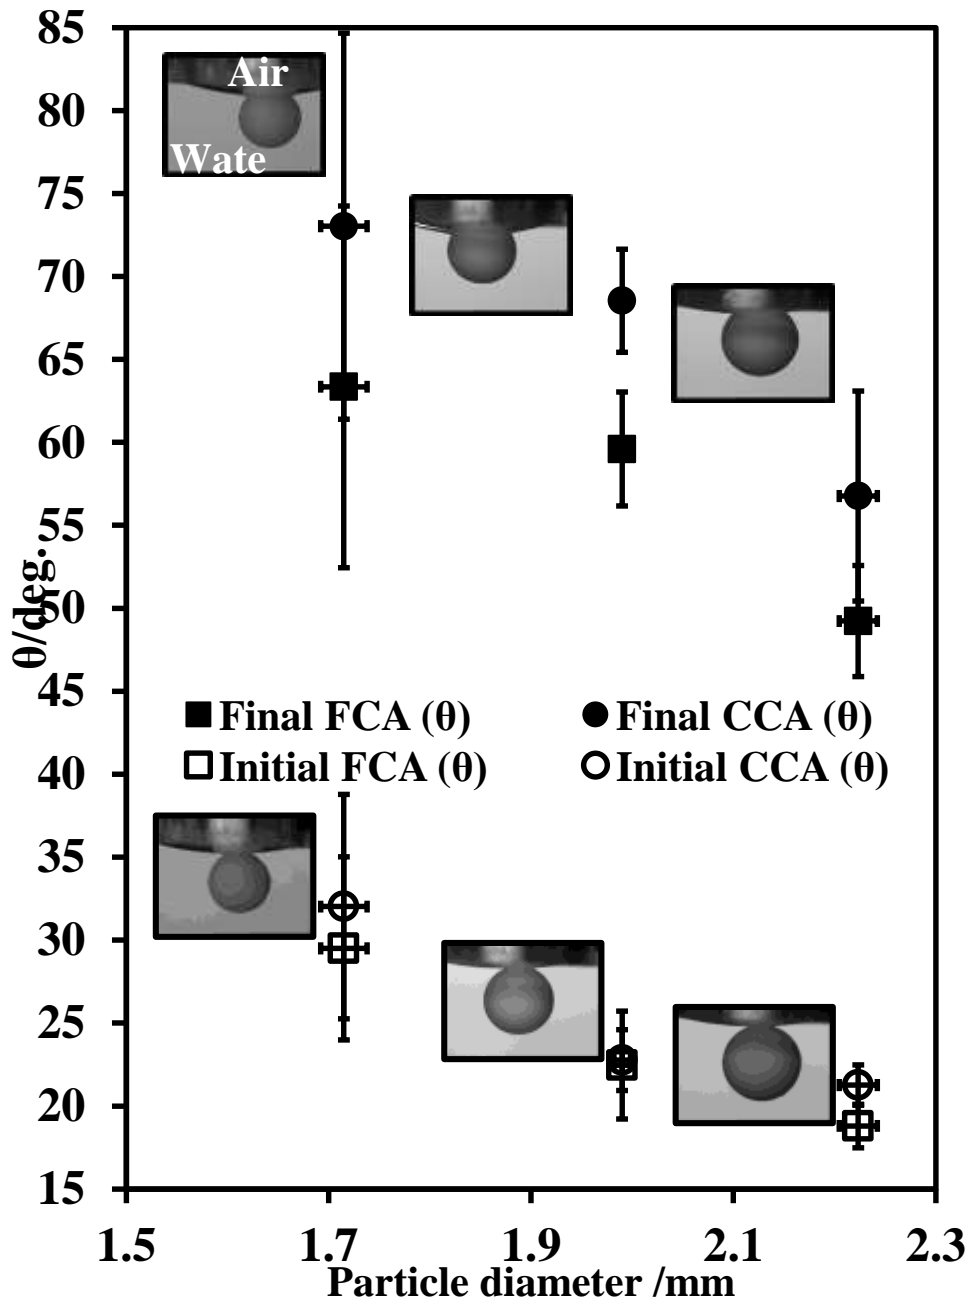 85
Air
80
Wate
75
70
65
60
55
50
θ/deg.
45
Final FCA (θ)
Final CCA (θ)
Initial FCA (θ)
Initial CCA (θ)
40
35
30
25
20
15
1.5
1.7
1.9
2.1
2.3
Particle diameter /mm